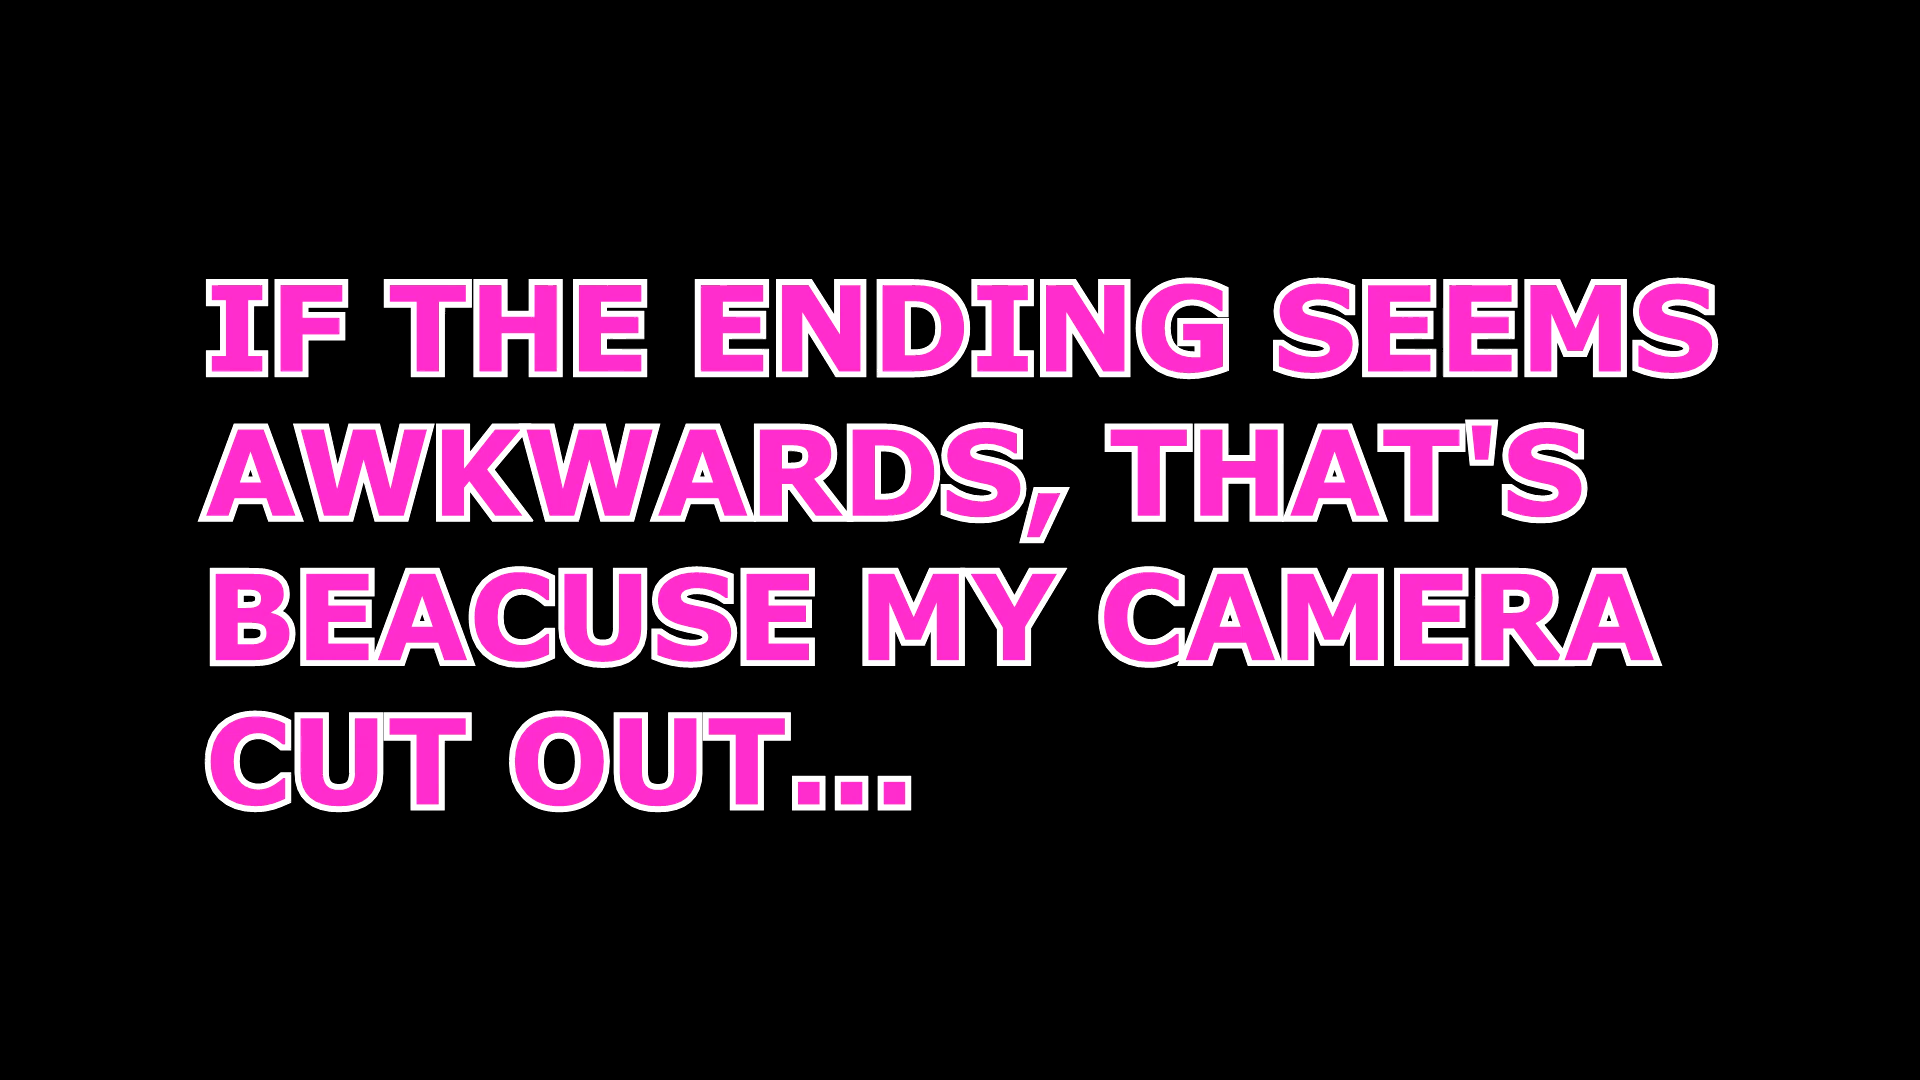 IF THE ENDING SEEMS
AWKWARDS, THAT'S
BEACUSE MY CAMERA
CUT OUT...